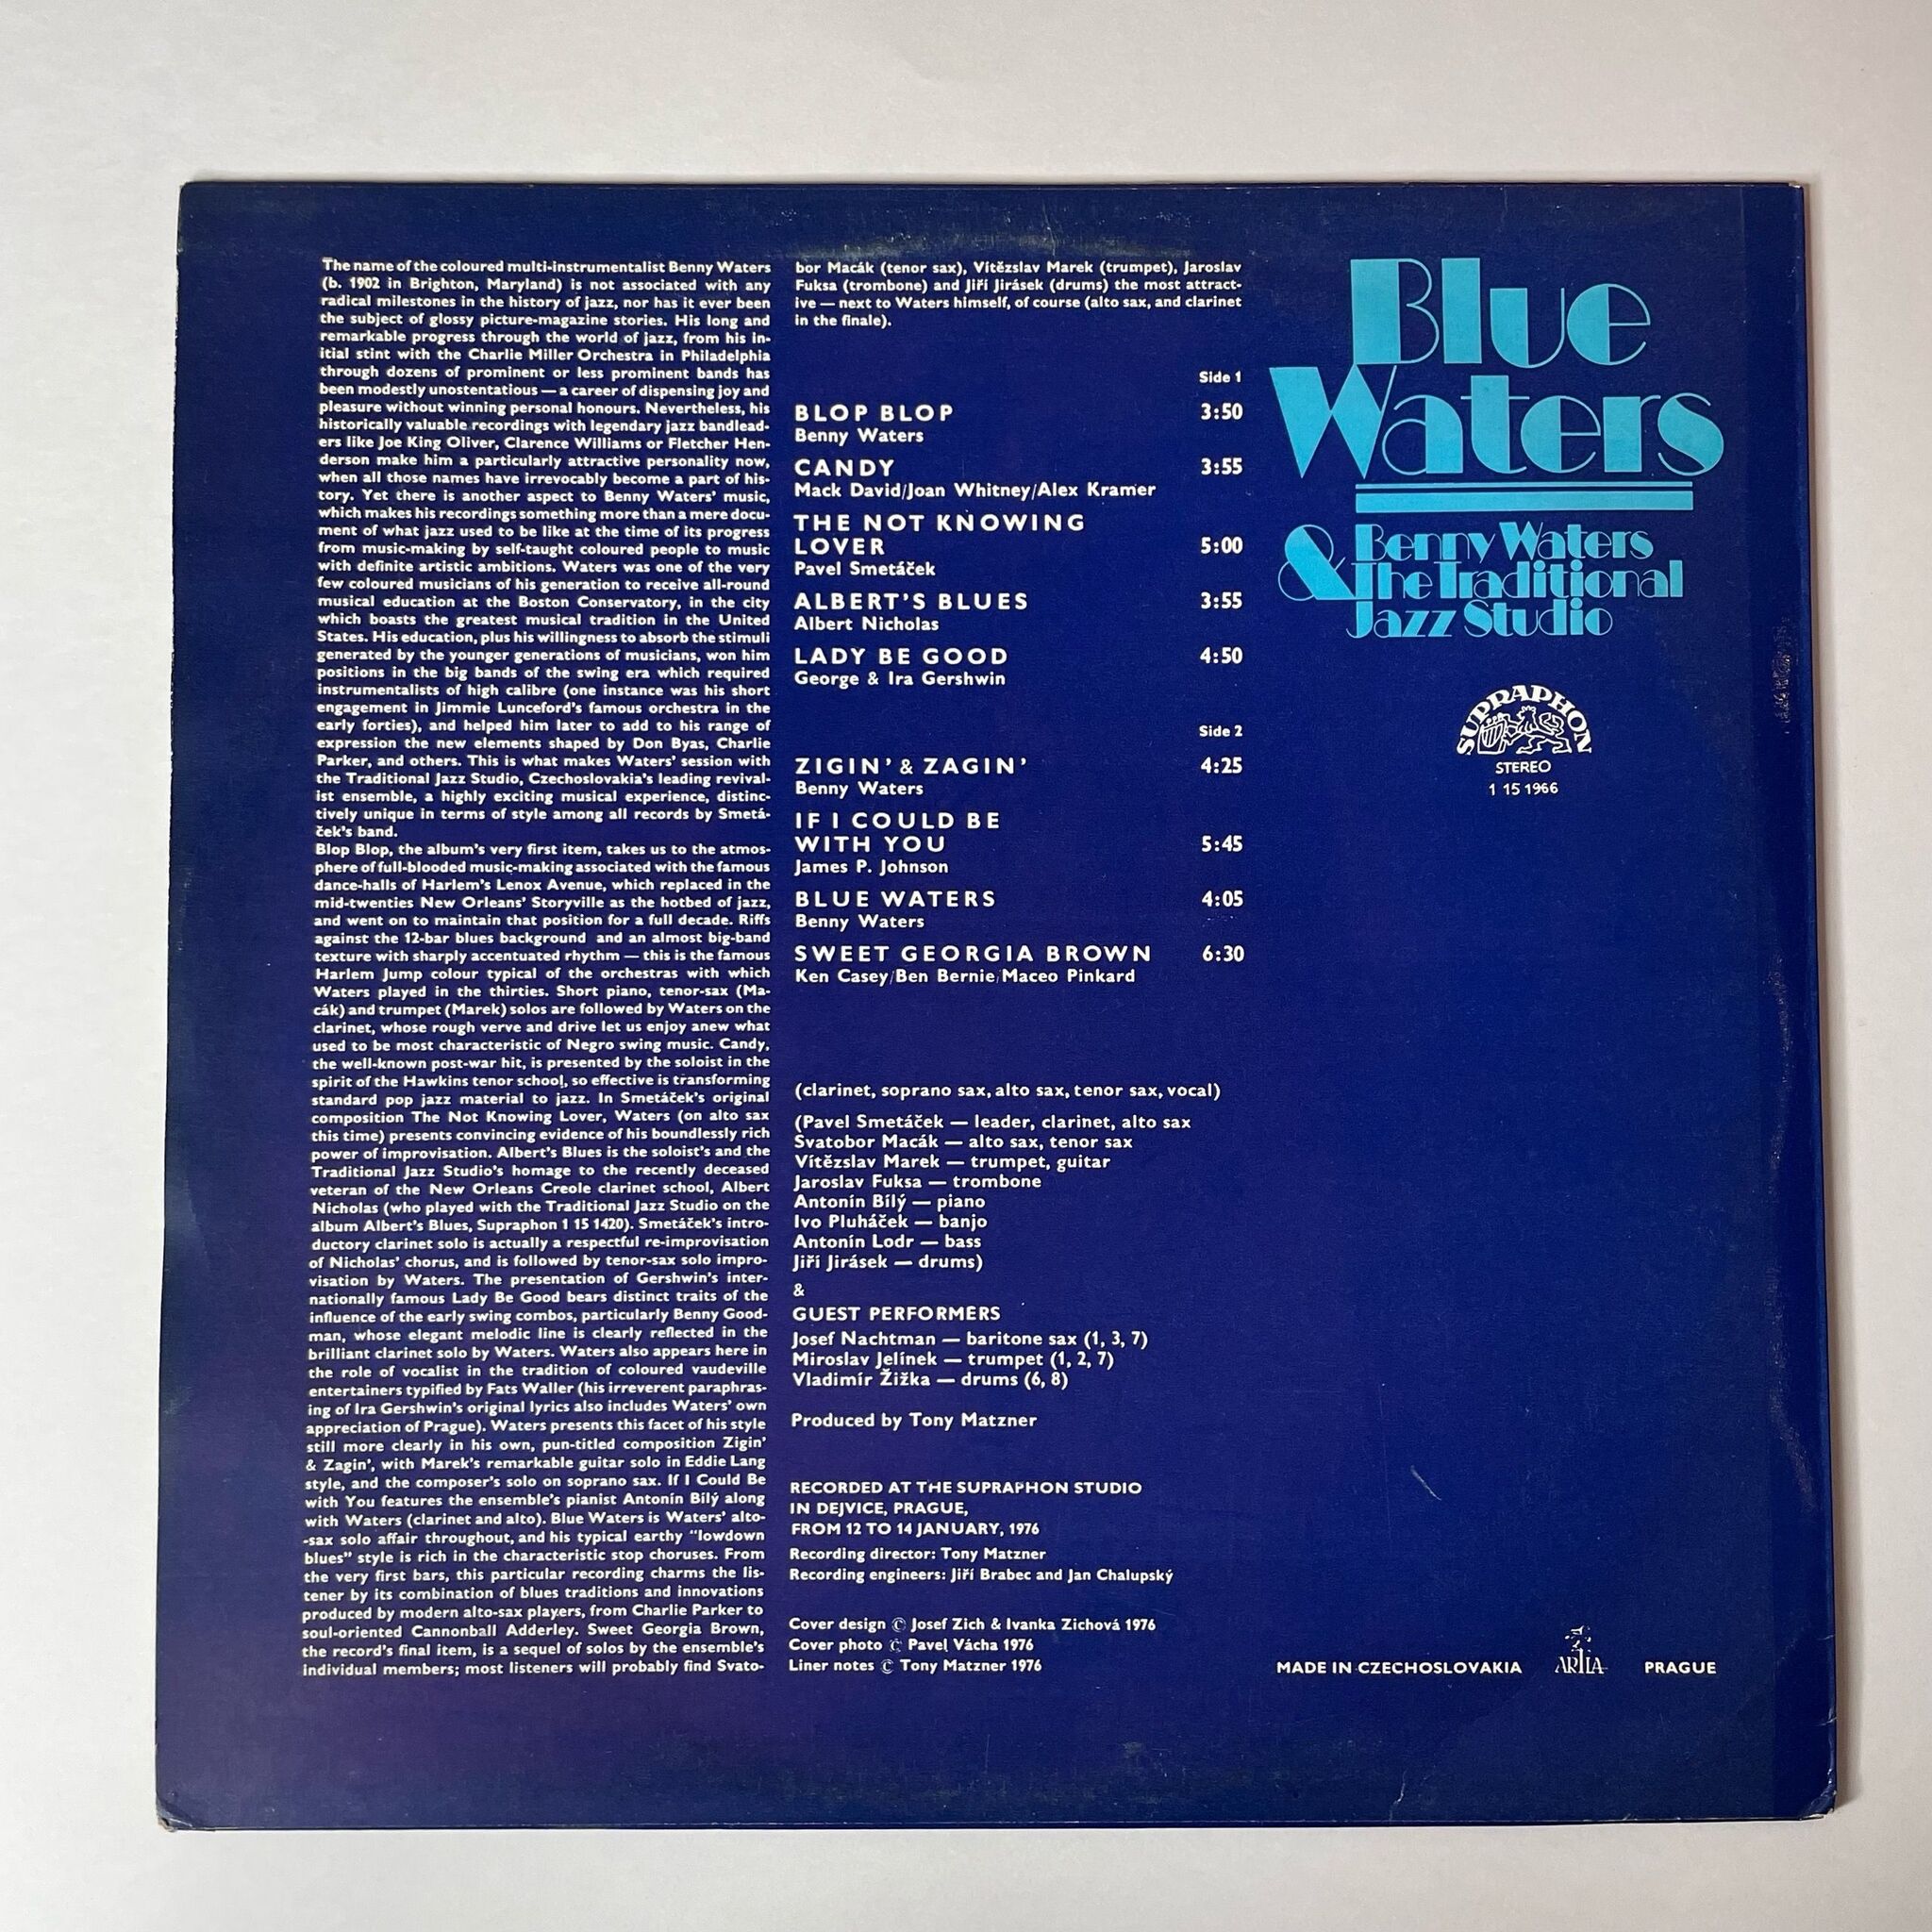 The name of the coloured multi-instrumentalist Benny Waters
(b. 1902 in Brighton, Maryland) is not associated with any
radical milestones in the history of jazz, nor has it ever been
the subject of glossy picture-magazine stories. His long and
remarkable progress through the world of jazz, from his in-
itial stint with the Charlie Miller Orchestra in Philadelphia
through dozens of prominent or less prominent bands has
been modestly unostentatious — a career of dispensing joy and
pleasure without winning personal honours. Nevertheless, his
historically valuable recordings with legendary jazz bandlead-
ers like Joe King Oliver, Clarence Williams or Fletcher Hen-
derson make him a particularly attractive personality now,
when all those names have irrevocably become a part of his-
tory. Yet there is another aspect to Benny Waters' music,
which makes his recordings something more than a mere docu-
ment of what jazz used to be like at the time of its progress
from music-making by self-taught coloured people to music
with definite artistic ambitions. Waters was one of the very
few coloured musicians of his generation to receive all-round
musical education at the Boston Conservatory, in the city
which boasts the greatest musical tradition in the United
States. His education, plus his willingness to absorb the stimuli
generated by the younger generations of musicians, won him
positions in the big bands of the swing era which required
instrumentalists of high calibre (one instance was his short
engagement in Jimmie Lunceford's famous orchestra in the
early forties), and helped him later to add to his range of
expression the new elements shaped by Don Byas, Charlie
Parker, and others. This is what makes Waters' session with
the Traditional Jazz Studio, Czechoslovakia's leading revival-
ist ensemble, a highly exciting musical experience, distinc-
tively unique in terms of style among all records by Smetá-
ček's band.
Blop Blop, the album's very first item, takes us to the atmos-
phere of full-blooded music-making associated with the famous
dance-halls of Harlem's Lenox Avenue, which replaced in the
mid-twenties New Orleans' Storyville as the hotbed of jazz,
and went on to maintain that position for a full decade. Riffs
against the 12-bar blues background and an almost big-band
texture with sharply accentuated rhythm — this is the famous
Harlem Jump colour typical of the orchestras with which
Waters played in the thirties. Short piano, tenor-sax (Ma-
cák) and trumpet (Marek) solos are followed by Waters on the
clarinet, whose rough verve and drive let us enjoy anew what
used to be most characteristic of Negro swing music. Candy,
the well-known post-war hit, is presented by the soloist in the
spirit of the Hawkins tenor school, so effective is transforming
standard pop jazz material to jazz. In Smetáček's original
composition The Not Knowing Lover, Waters (on alto sax
this time) presents convincing evidence of his boundlessly rich
power of improvisation. Albert's Blues is the soloist's and the
Traditional Jazz Studio's homage to the recently deceased
veteran of the New Orleans Creole clarinet school, Albert
Nicholas (who played with the Traditional Jazz Studio on the
album Albert's Blues, Supraphon 1 15 1420). Smetáček's intro-
ductory clarinet solo is actually a respectful re-improvisation
of Nicholas' chorus, and is followed by tenor-sax solo impro-
visation by Waters. The presentation of Gershwin's inter-
nationally famous Lady Be Good bears distinct traits of the
influence of the early swing combos, particularly Benny Good-
man, whose elegant melodic line is clearly reflected in the
brilliant clarinet solo by Waters. Waters also appears here in
the role of vocalist in the tradition of coloured vaudeville
entertainers typified by Fats Waller (his irreverent paraphras-
ing of Ira Gershwin's original lyrics also includes Waters' own
appreciation of Prague). Waters presents this facet of his style
still more clearly in his own, pun-titled composition Zigin'
& Zagin', with Marek's remarkable guitar solo in Eddie Lang
style, and the composer's solo on soprano sax. If I Could Be
with You features the ensemble's pianist Antonín Bílý along
with Waters (clarinet and alto). Blue Waters is Waters' alto-
-sax solo affair throughout, and his typical earthy "lowdown
blues" style is rich in the characteristic stop choruses. From
the very first bars, this particular recording charms the lis-
tener by its combination of blues traditions and innovations
produced by modern alto-sax players, from Charlie Parker to
soul-oriented Cannonball Adderley. Sweet Georgia Brown,
the record's final item, is a sequel of solos by the ensemble's
individual members; most listeners will probably find Svato-
bor Macák (tenor sax), Vítězslav Marek (trumpet), Jaroslav
Fuksa (trombone) and Jiří Jirásek (drums) the most attract-
ive — next to Waters himself, of course (alto sax, and clarinet
in the finale).
Side 1
BLOP BLOP 3:50
Benny Waters
CANDY 3:55
Mack David/Joan Whitney/Alex Kramer
THE NOT KNOWING
LOVER 5:00
Pavel Smetáček
ALBERT'S BLUES 3:55
Albert Nicholas
LADY BE GOOD 4:50
George & Ira Gershwin
Side 2
ZIGIN' & ZAGIN' 4:25
Benny Waters
IF I COULD BE
WITH YOU 5:45
James P. Johnson
BLUE WATERS 4:05
Benny Waters
SWEET GEORGIA BROWN 6:30
Ken Casey/Ben Bernie/Maceo Pinkard
(clarinet, soprano sax, alto sax, tenor sax, vocal)
(Pavel Smetáček — leader, clarinet, alto sax
Svatobor Macák — alto sax, tenor sax
Vítězslav Marek — trumpet, guitar
Jaroslav Fuksa — trombone
Antonín Bílý — piano
Ivo Pluháček — banjo
Antonín Lodr — bass
Jiří Jirásek — drums)
&
GUEST PERFORMERS
Josef Nachtman — baritone sax (1, 3, 7)
Miroslav Jelínek — trumpet (1, 2, 7)
Vladimír Žižka — drums (6, 8)
Produced by Tony Matzner
RECORDED AT THE SUPRAPHON STUDIO
IN DEJVICE, PRAGUE,
FROM 12 TO 14 JANUARY, 1976
Recording director: Tony Matzner
Recording engineers: Jiří Brabec and Jan Chalupský
Cover design © Josef Zich & Ivanka Zichová 1976
Cover photo © Pavel Vácha 1976
Liner notes © Tony Matzner 1976
Blue
Waters
Benny Waters
& The Traditional
Jazz Studio
SUPRAPHON
STEREO
1 15 1966
MADE IN CZECHOSLOVAKIA ARTIA PRAGUE